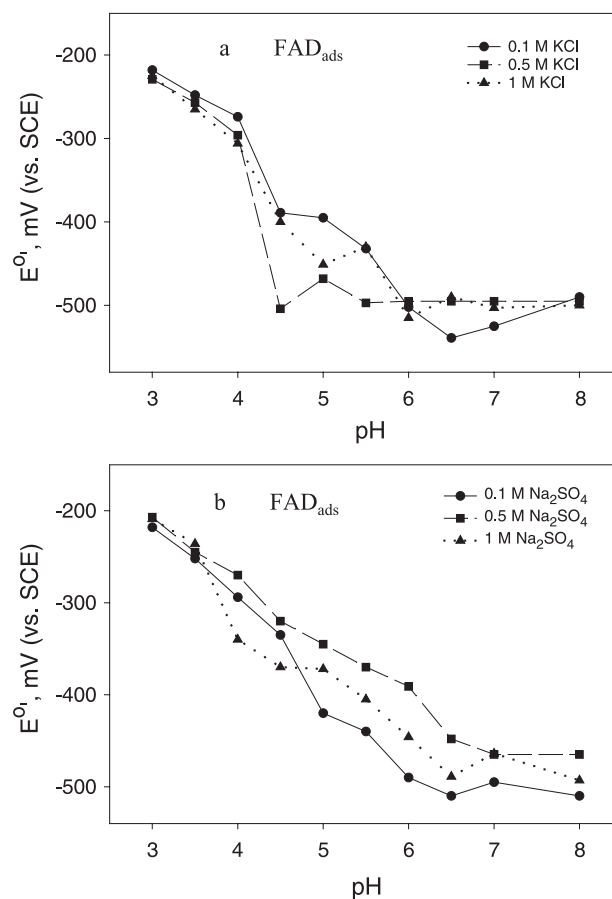 a FAD_ads
0.1 M KCl
0.5 M KCl
1 M KCl
-200
-300
-400
-500
E^O', mV (vs. SCE)
3 4 5 6 7 8
pH
b FAD_ads
0.1 M Na₂SO₄
0.5 M Na₂SO₄
1 M Na₂SO₄
-200
-300
-400
-500
E^O', mV (vs. SCE)
3 4 5 6 7 8
pH